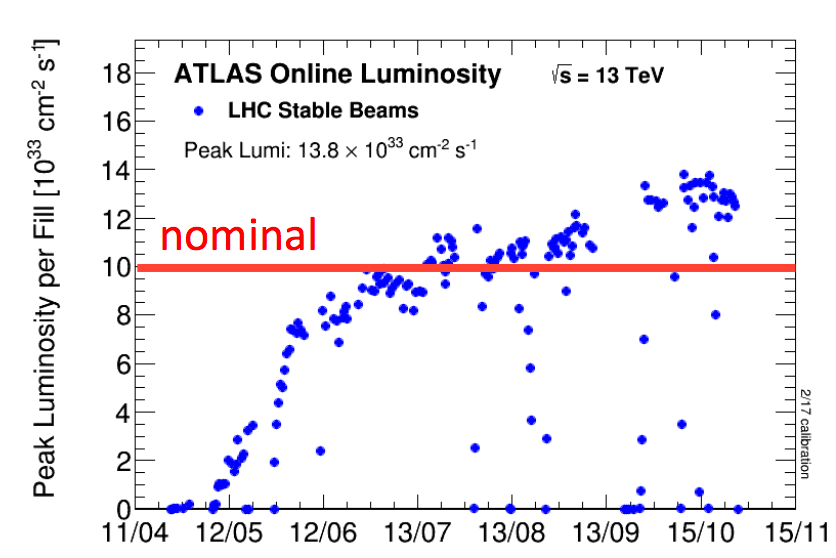 ATLAS Online Luminosity
√s = 13 TeV
LHC Stable Beams
Peak Lumi: 13.8 × 10³³ cm⁻² s⁻¹
nominal
Peak Luminosity per Fill [10³³ cm⁻² s⁻¹]
18
16
14
12
10
8
6
4
2
0
11/04 12/05 12/06 13/07 13/08 13/09 15/10 15/11
2/17 calibration